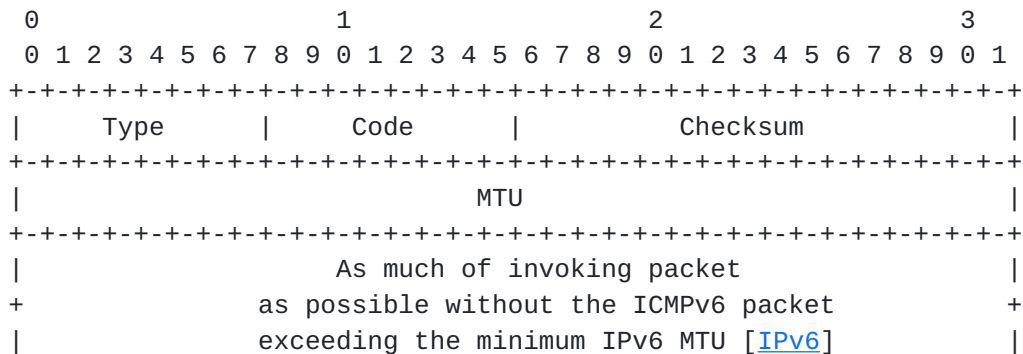 0                   1                   2                   3
 0 1 2 3 4 5 6 7 8 9 0 1 2 3 4 5 6 7 8 9 0 1 2 3 4 5 6 7 8 9 0 1
+-+-+-+-+-+-+-+-+-+-+-+-+-+-+-+-+-+-+-+-+-+-+-+-+-+-+-+-+-+-+-+-+
|     Type      |     Code      |          Checksum             |
+-+-+-+-+-+-+-+-+-+-+-+-+-+-+-+-+-+-+-+-+-+-+-+-+-+-+-+-+-+-+-+-+
|                             MTU                               |
+-+-+-+-+-+-+-+-+-+-+-+-+-+-+-+-+-+-+-+-+-+-+-+-+-+-+-+-+-+-+-+-+
|                    As much of invoking packet                 |
+               as possible without the ICMPv6 packet           +
|               exceeding the minimum IPv6 MTU [IPv6]           |